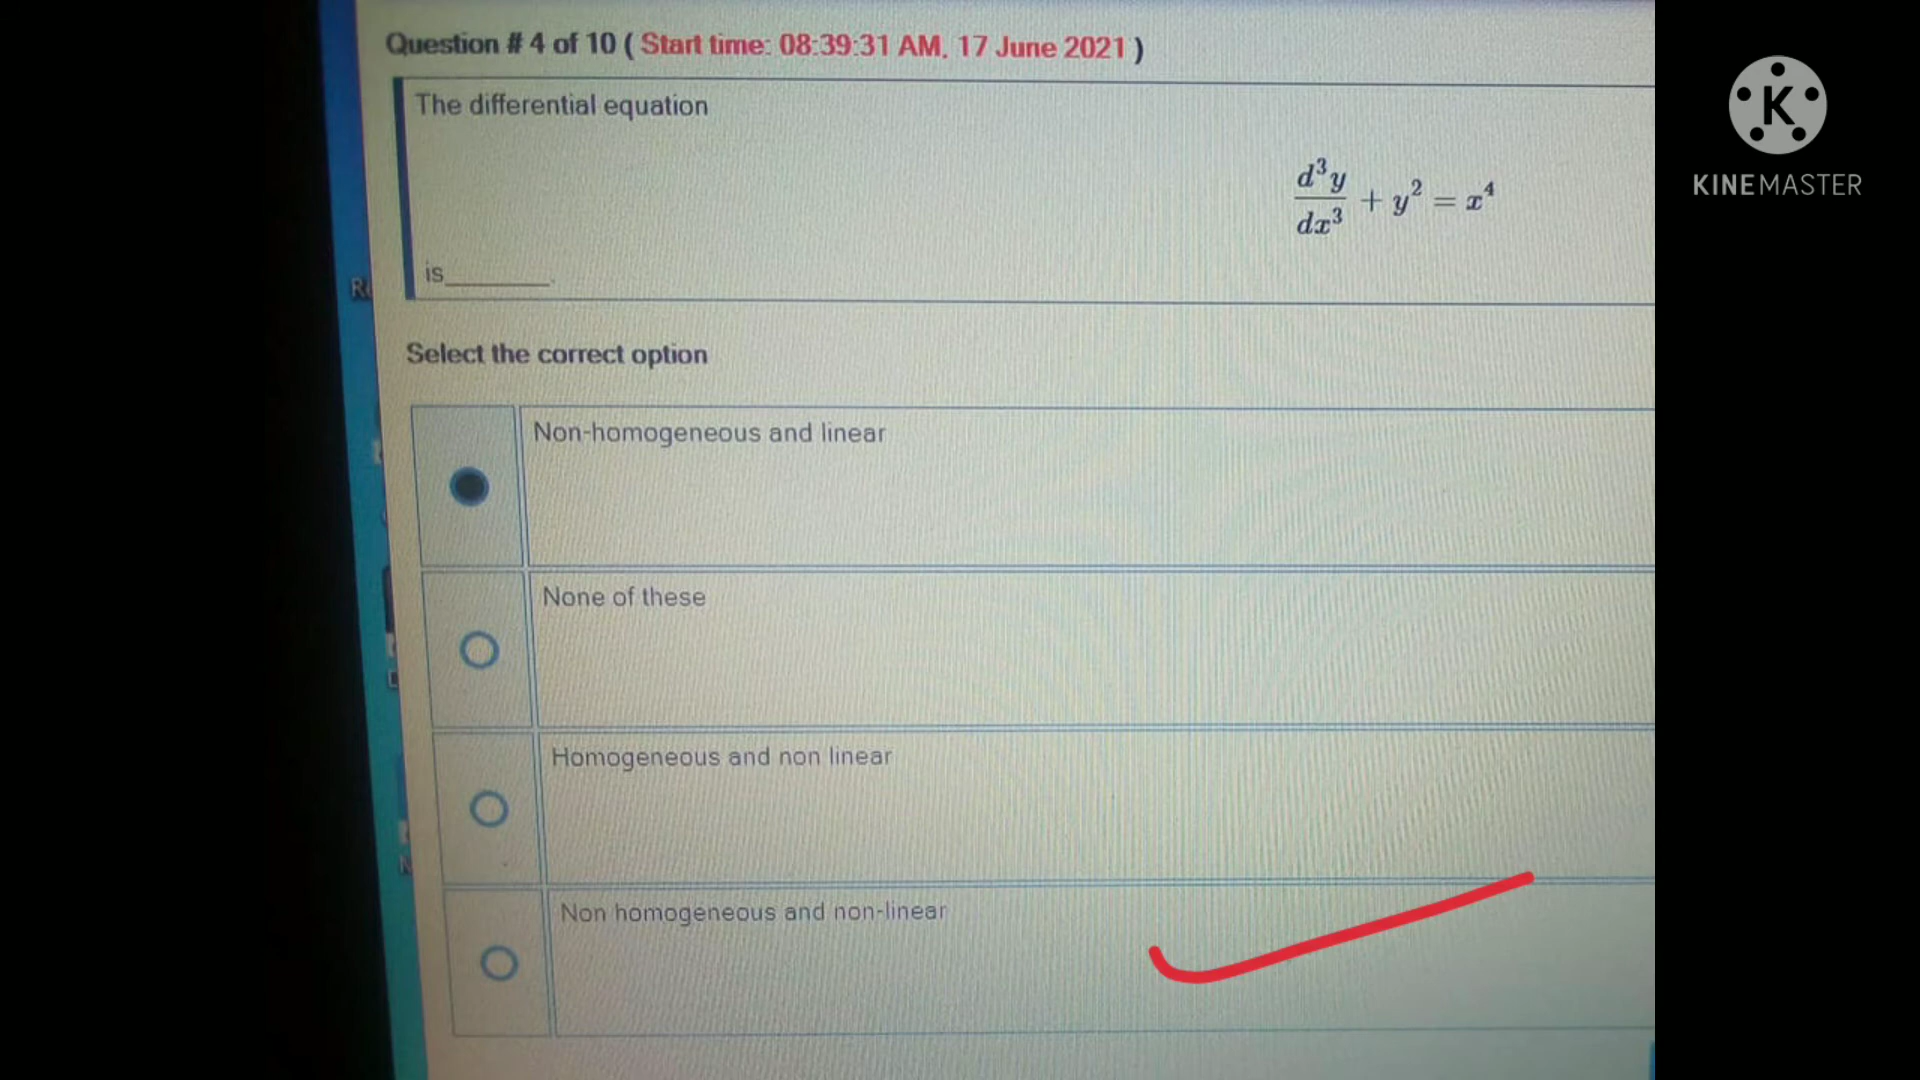 Question # 4 of 10 ( Start time: 08:39:31 AM, 17 June 2021 )
The differential equation
d³y/dx³ + y² = x⁴
is________.
Select the correct option
Non-homogeneous and linear
None of these
Homogeneous and non linear
Non homogeneous and non-linear
K
KINEMASTER